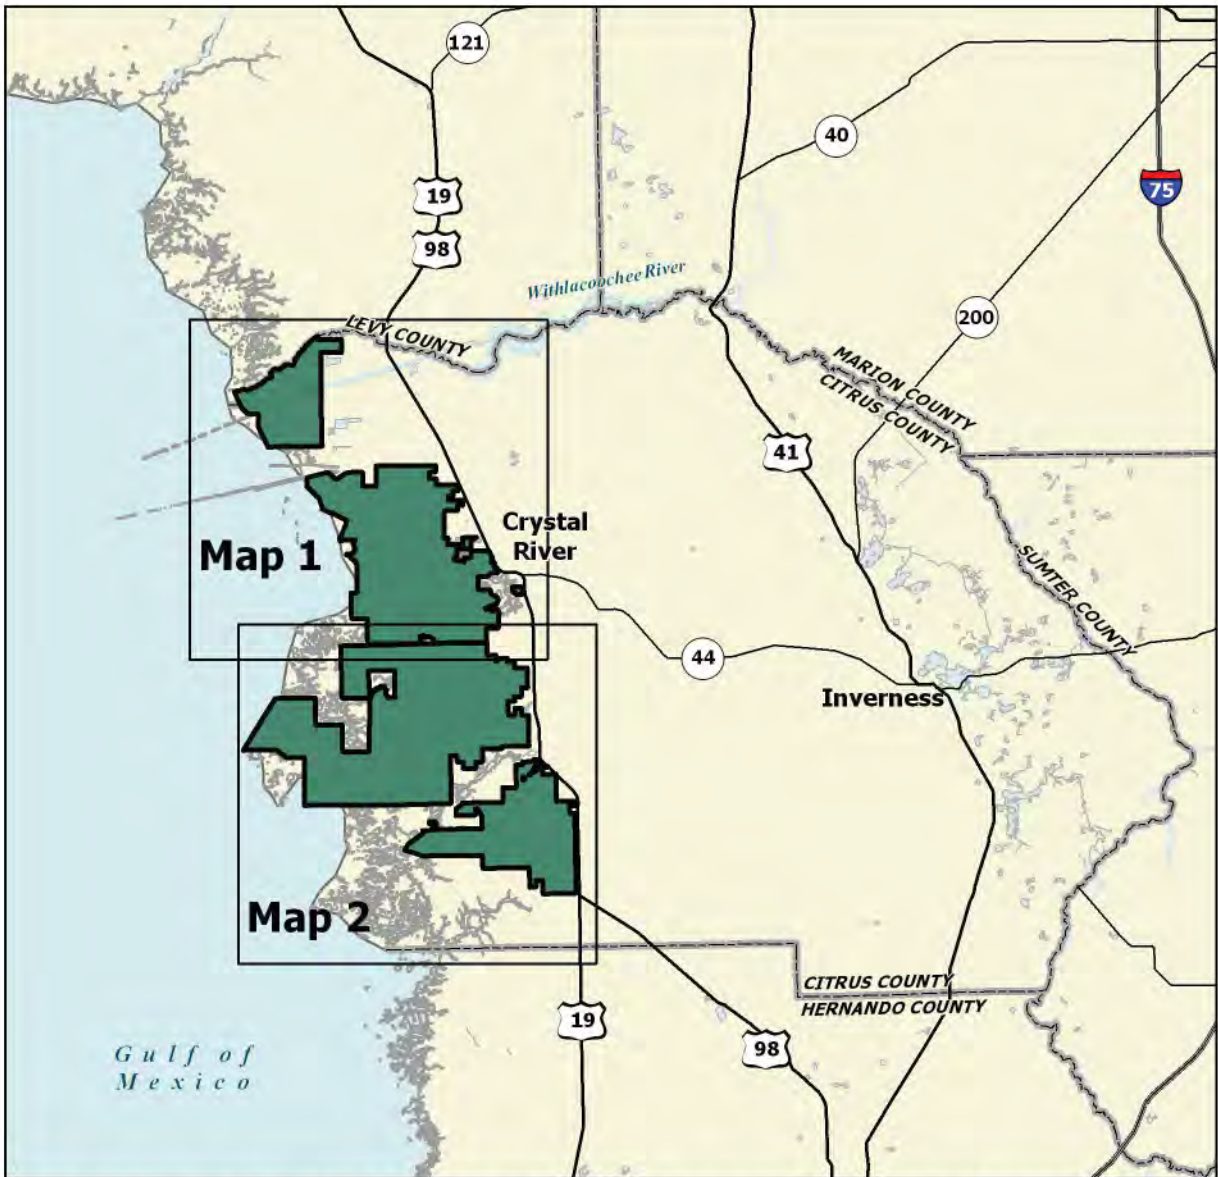 121
40
19
75
98
Withlacoochee River
200
LEVY COUNTY
MARION COUNTY
CITRUS COUNTY
41
Crystal
River
Map 1
SUMTER COUNTY
44
Inverness
Map 2
CITRUS COUNTY
HERNANDO COUNTY
19
98
Gulf of
Mexico